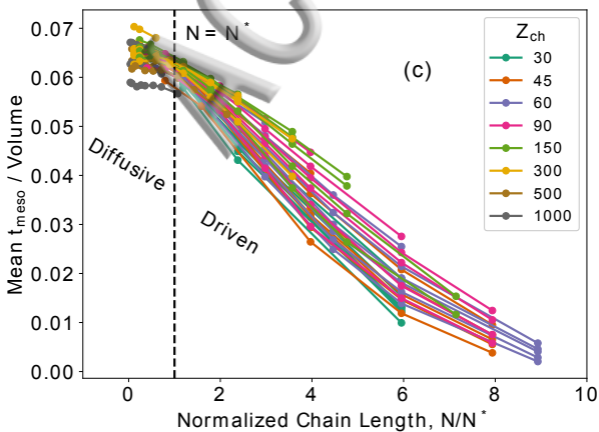 0.07
0.06
0.05
0.04
0.03
0.02
0.01
0.00
Mean t_meso / Volume
N = N*
(c)
Diffusive
Driven
Z_ch
30
45
60
90
150
300
500
1000
0 2 4 6 8 10
Normalized Chain Length, N/N*